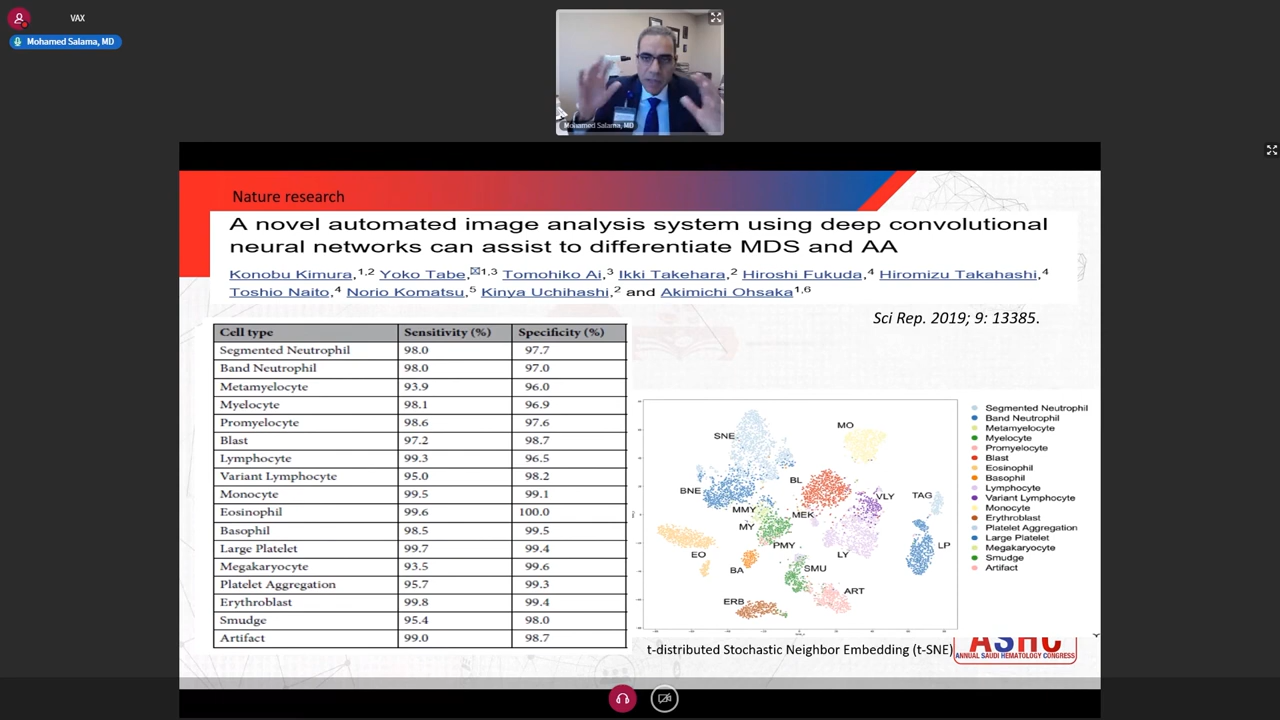 VAX
Mohamed Salama, MD
Mohamed Salama, MD
Nature research
A novel automated image analysis system using deep convolutional
neural networks can assist to differentiate MDS and AA
Konobu Kimura,1,2 Yoko Tabe,✉1,3 Tomohiko Ai,3 Ikki Takehara,2 Hiroshi Fukuda,4 Hiromizu Takahashi,4
Toshio Naito,4 Norio Komatsu,5 Kinya Uchihashi,2 and Akimichi Ohsaka1,6
Sci Rep. 2019; 9: 13385.
Cell type Sensitivity (%) Specificity (%)
Segmented Neutrophil 98.0 97.7
Band Neutrophil 98.0 97.0
Metamyelocyte 93.9 96.0
Myelocyte 98.1 96.9
Promyelocyte 98.6 97.6
Blast 97.2 98.7
Lymphocyte 99.3 96.5
Variant Lymphocyte 95.0 98.2
Monocyte 99.5 99.1
Eosinophil 99.6 100.0
Basophil 98.5 99.5
Large Platelet 99.7 99.4
Megakaryocyte 93.5 99.6
Platelet Aggregation 95.7 99.3
Erythroblast 99.8 99.4
Smudge 95.4 98.0
Artifact 99.0 98.7
SNE
MO
BNE
BL
VLY
TAG
MMY
MEK
MY
PMY
LY
LP
EO
BA
SMU
ART
ERB
Segmented Neutrophil
Band Neutrophil
Metamyelocyte
Myelocyte
Promyelocyte
Blast
Eosinophil
Basophil
Lymphocyte
Variant Lymphocyte
Monocyte
Erythroblast
Platelet Aggregation
Large Platelet
Megakaryocyte
Smudge
Artifact
t-distributed Stochastic Neighbor Embedding (t-SNE)
ASHC
ANNUAL SAUDI HEMATOLOGY CONGRESS